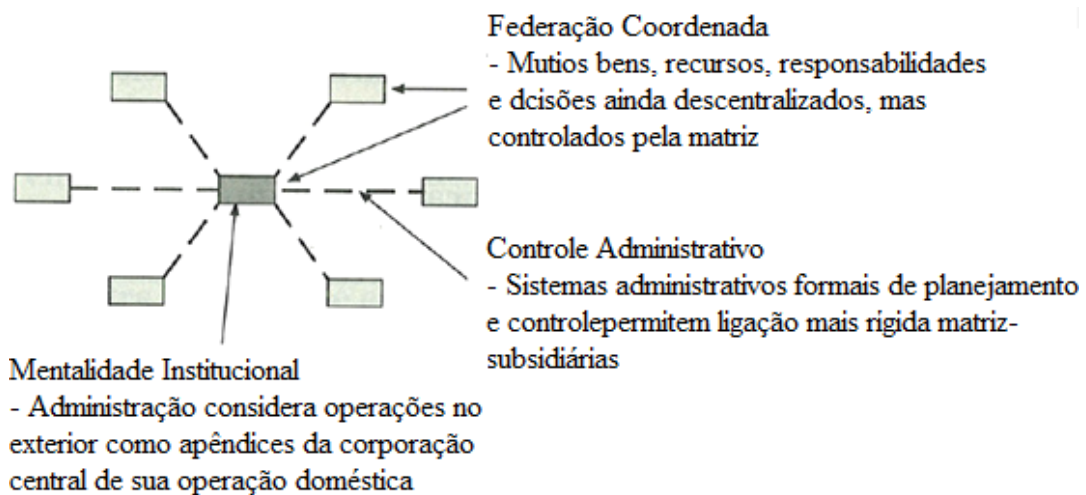 Federação Coordenada
- Mutios bens, recursos, responsabilidades
e dcisões ainda descentralizados, mas
controlados pela matriz
Controle Administrativo
- Sistemas administrativos formais de planejamento
e controlepermitem ligação mais rígida matriz-
subsidiárias
Mentalidade Institucional
- Administração considera operações no
exterior como apêndices da corporação
central de sua operação doméstica